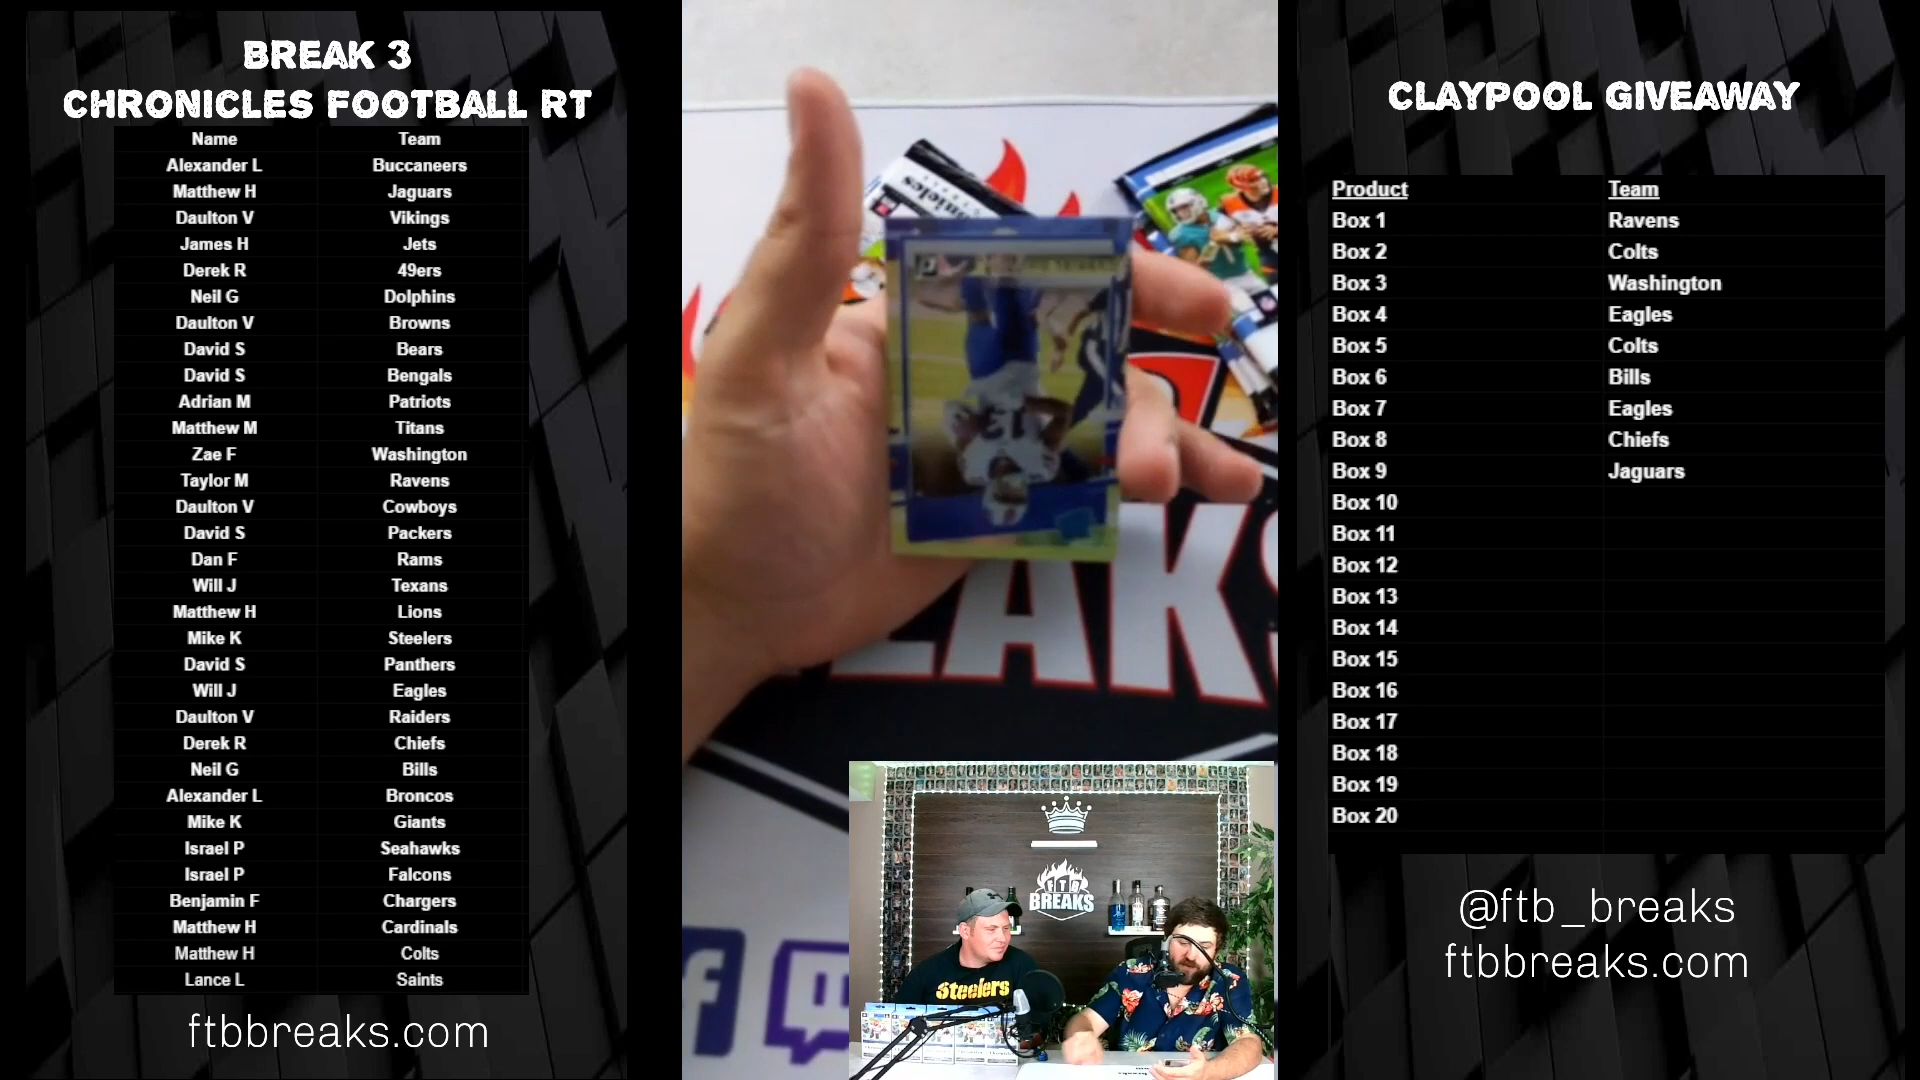 BREAK 3
CHRONICLES FOOTBALL RT
Name Team
Alexander L Buccaneers
Matthew H Jaguars
Daulton V Vikings
James H Jets
Derek R 49ers
Neil G Dolphins
Daulton V Browns
David S Bears
David S Bengals
Adrian M Patriots
Matthew M Titans
Zae F Washington
Taylor M Ravens
Daulton V Cowboys
David S Packers
Dan F Rams
Will J Texans
Matthew H Lions
Mike K Steelers
David S Panthers
Will J Eagles
Daulton V Raiders
Derek R Chiefs
Neil G Bills
Alexander L Broncos
Mike K Giants
Israel P Seahawks
Israel P Falcons
Benjamin F Chargers
Matthew H Cardinals
Matthew H Colts
Lance L Saints
ftbbreaks.com
13
FTB
BREAKS
Steelers
CLAYPOOL GIVEAWAY
Product Team
Box 1 Ravens
Box 2 Colts
Box 3 Washington
Box 4 Eagles
Box 5 Colts
Box 6 Bills
Box 7 Eagles
Box 8 Chiefs
Box 9 Jaguars
Box 10
Box 11
Box 12
Box 13
Box 14
Box 15
Box 16
Box 17
Box 18
Box 19
Box 20
@ftb_breaks
ftbbreaks.com